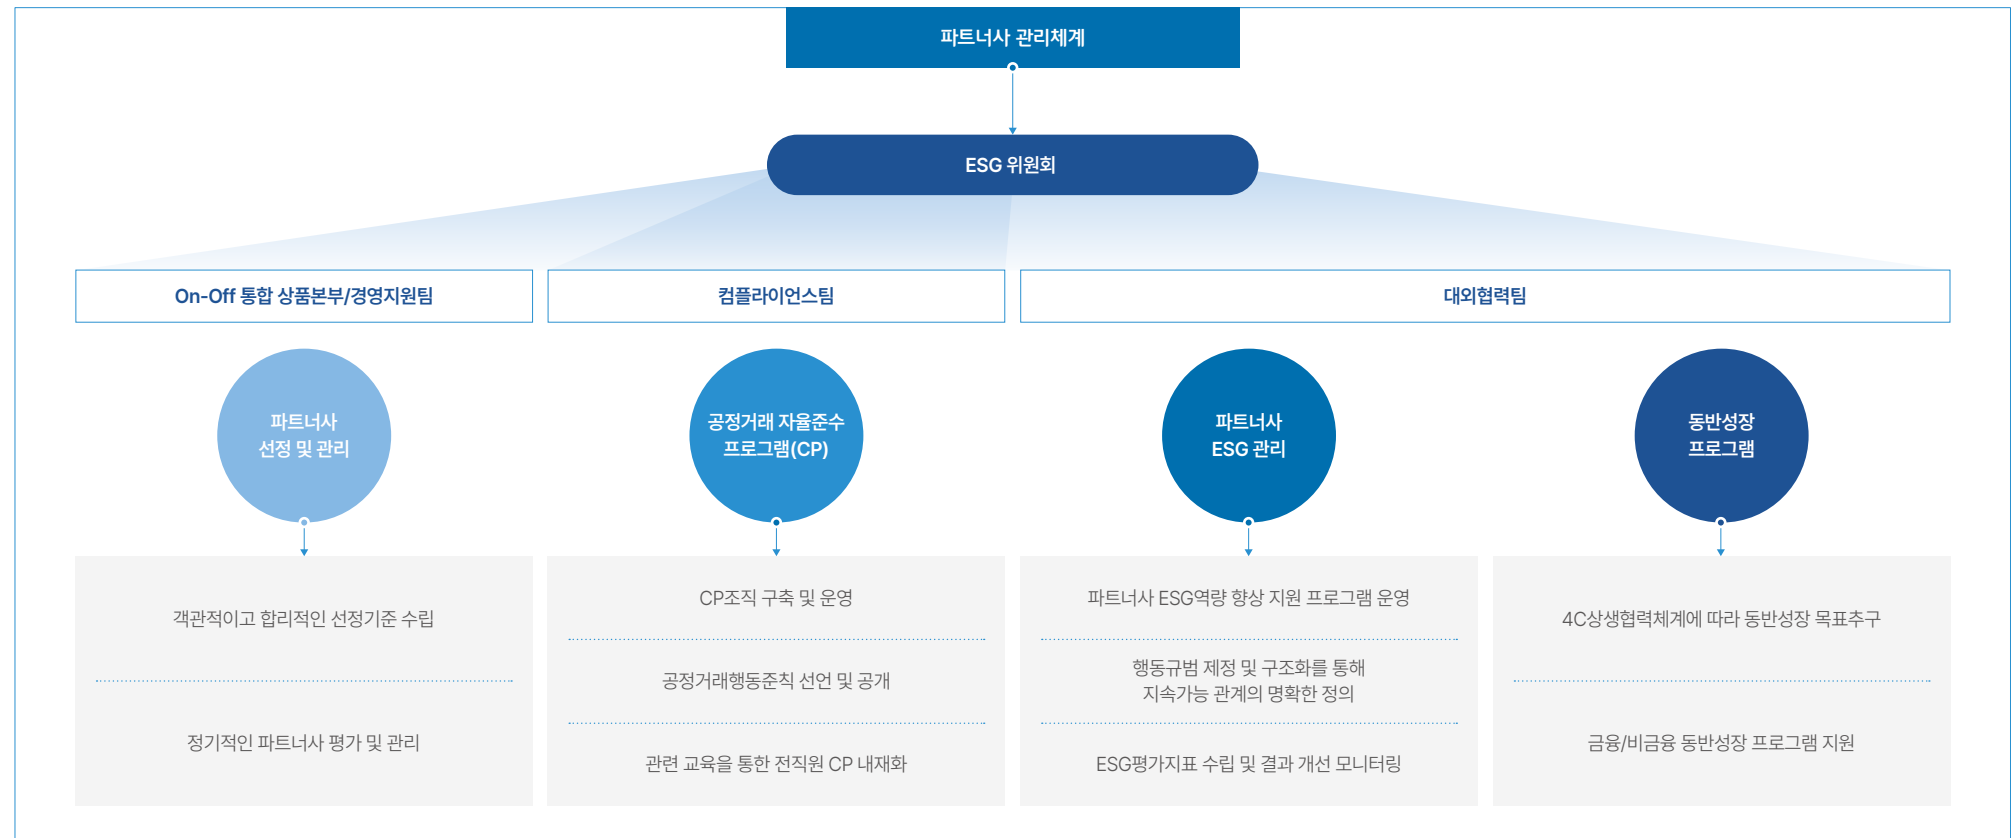 파트너사 관리체계
ESG 위원회
On-Off 통합 상품본부/경영지원팀
컴플라이언스팀
대외협력팀
파트너사
선정 및 관리
공정거래 자율준수
프로그램(CP)
파트너사
ESG 관리
동반성장
프로그램
객관적이고 합리적인 선정기준 수립
정기적인 파트너사 평가 및 관리
CP조직 구축 및 운영
공정거래행동준칙 선언 및 공개
관련 교육을 통한 전직원 CP 내재화
파트너사 ESG역량 향상 지원 프로그램 운영
행동규범 제정 및 구조화를 통해
지속가능 관계의 명확한 정의
ESG평가지표 수립 및 결과 개선 모니터링
4C상생협력체계에 따라 동반성장 목표추구
금융/비금융 동반성장 프로그램 지원